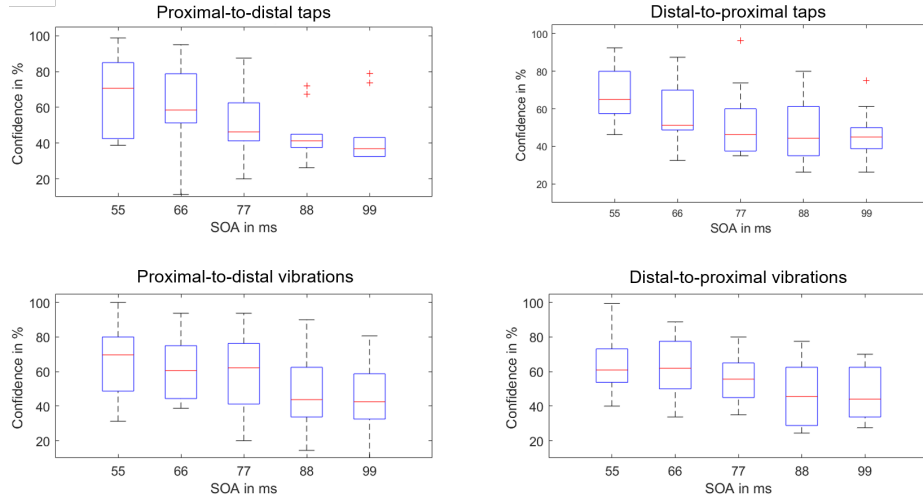 Proximal-to-distal taps
Confidence in %
100
80
60
40
20
55 66 77 88 99
SOA in ms
Distal-to-proximal taps
Confidence in %
100
80
60
40
20
55 66 77 88 99
SOA in ms
Proximal-to-distal vibrations
Confidence in %
100
80
60
40
20
55 66 77 88 99
SOA in ms
Distal-to-proximal vibrations
Confidence in %
100
80
60
40
20
55 66 77 88 99
SOA in ms